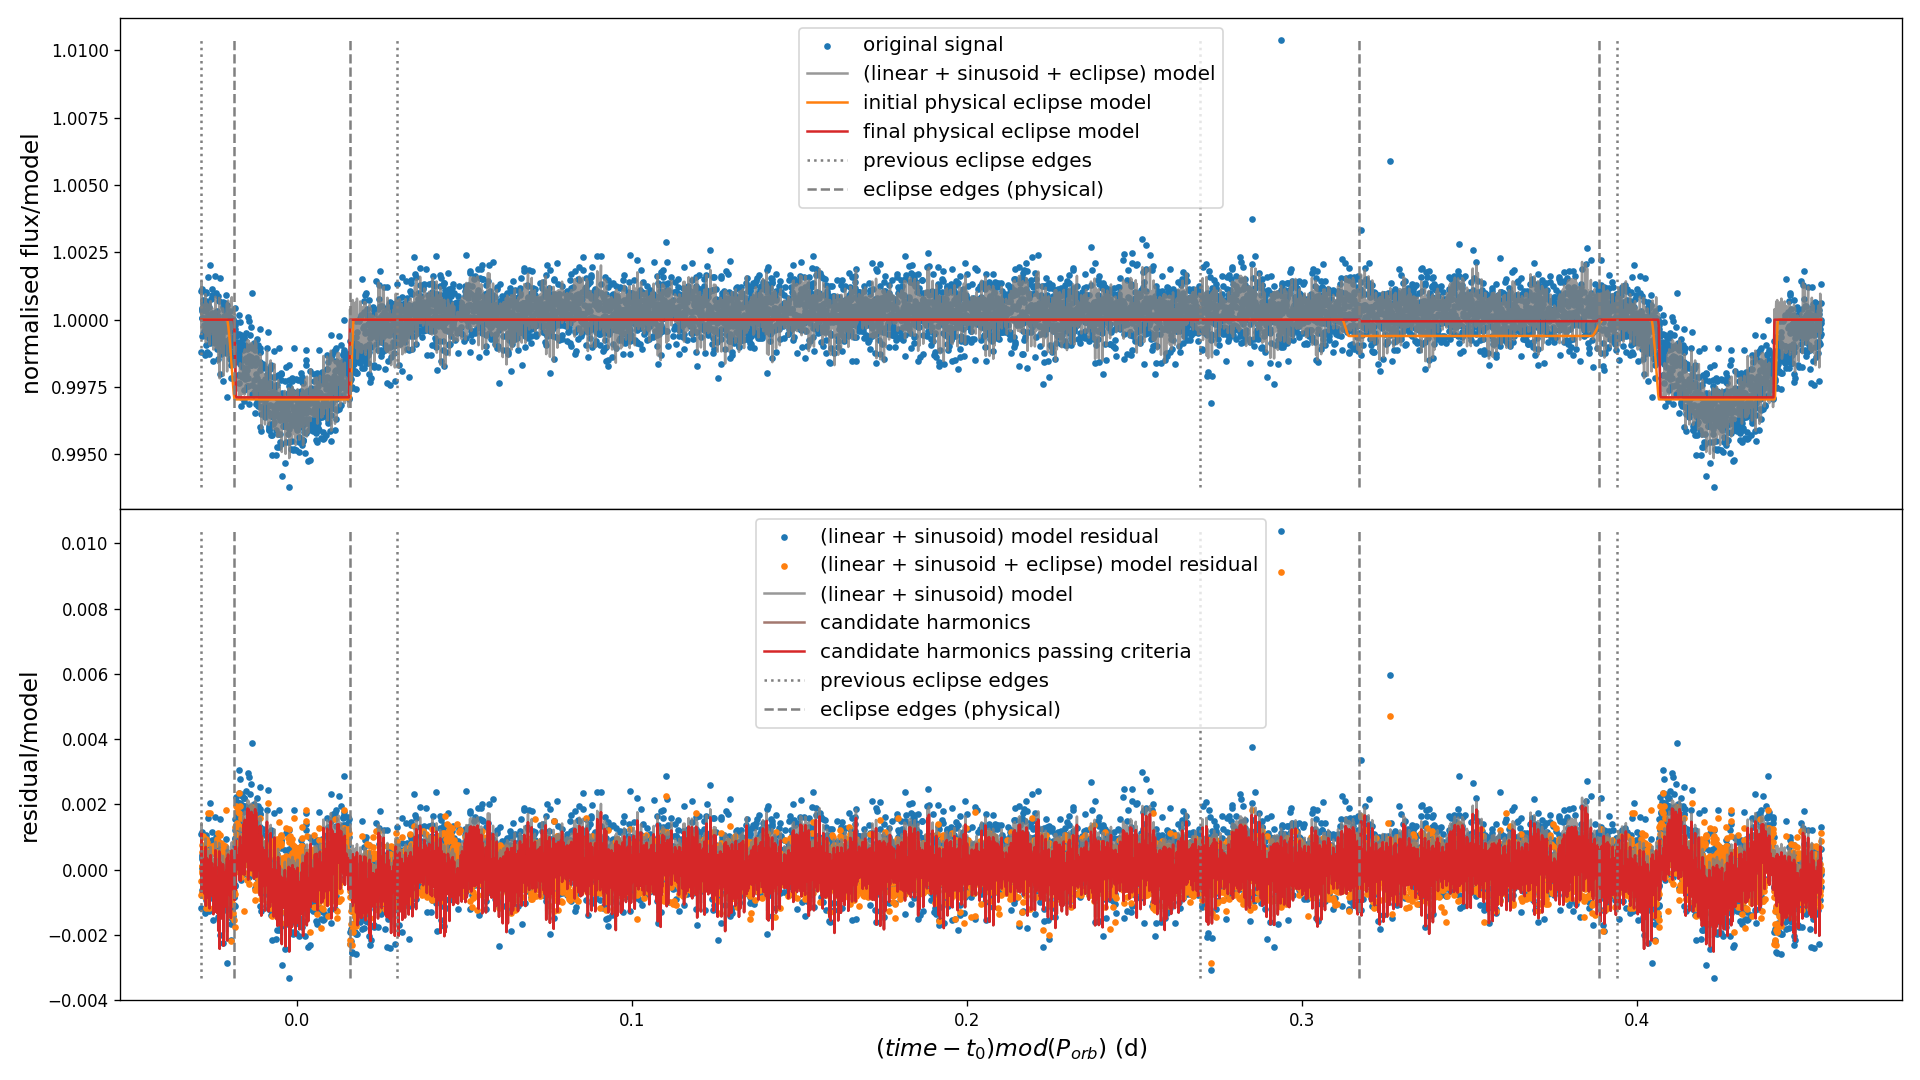 normalised flux/model
1.0100
1.0075
1.0050
1.0025
1.0000
0.9975
0.9950
original signal
(linear + sinusoid + eclipse) model
initial physical eclipse model
final physical eclipse model
previous eclipse edges
eclipse edges (physical)
residual/model
0.010
0.008
0.006
0.004
0.002
0.000
−0.002
−0.004
(linear + sinusoid) model residual
(linear + sinusoid + eclipse) model residual
(linear + sinusoid) model
candidate harmonics
candidate harmonics passing criteria
previous eclipse edges
eclipse edges (physical)
0.0 0.1 0.2 0.3 0.4
(time − t₀)mod(Pₒᵣb) (d)